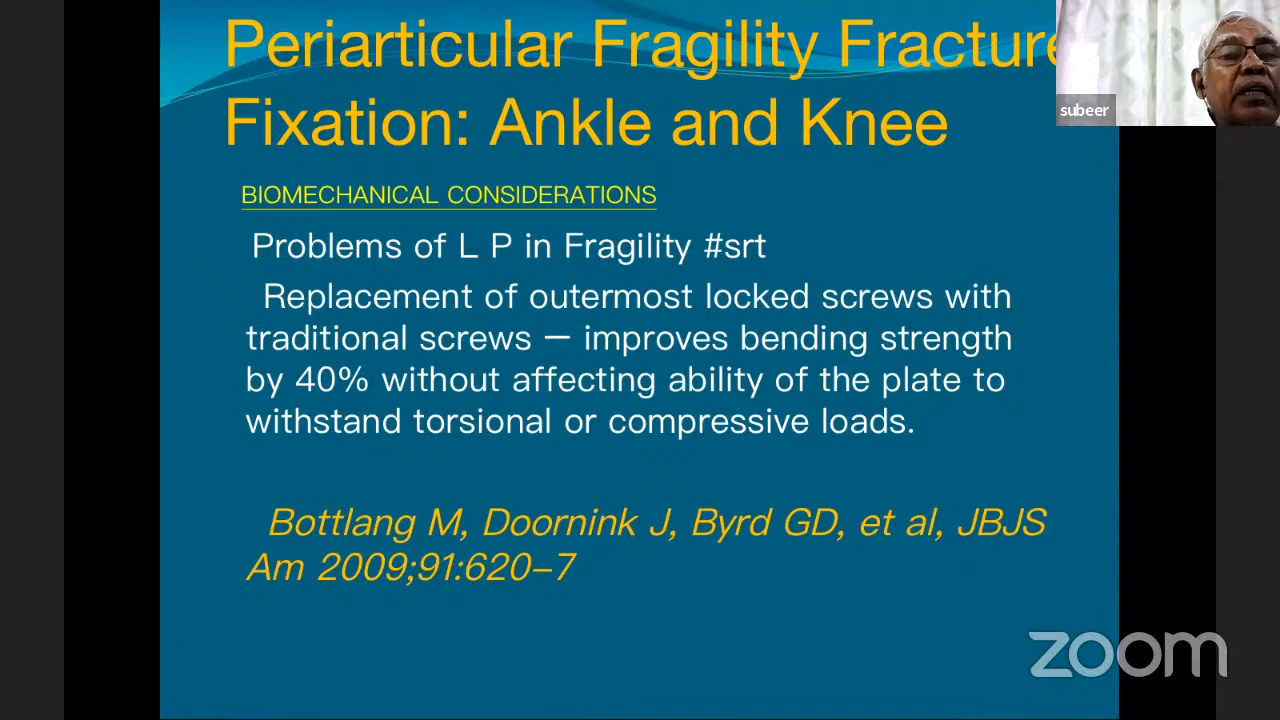 Periarticular Fragility Fracture
Fixation: Ankle and Knee
subeer
BIOMECHANICAL CONSIDERATIONS
Problems of L P in Fragility #srt
Replacement of outermost locked screws with
traditional screws — improves bending strength
by 40% without affecting ability of the plate to
withstand torsional or compressive loads.
Bottlang M, Doornink J, Byrd GD, et al, JBJS
Am 2009;91:620–7
zoom